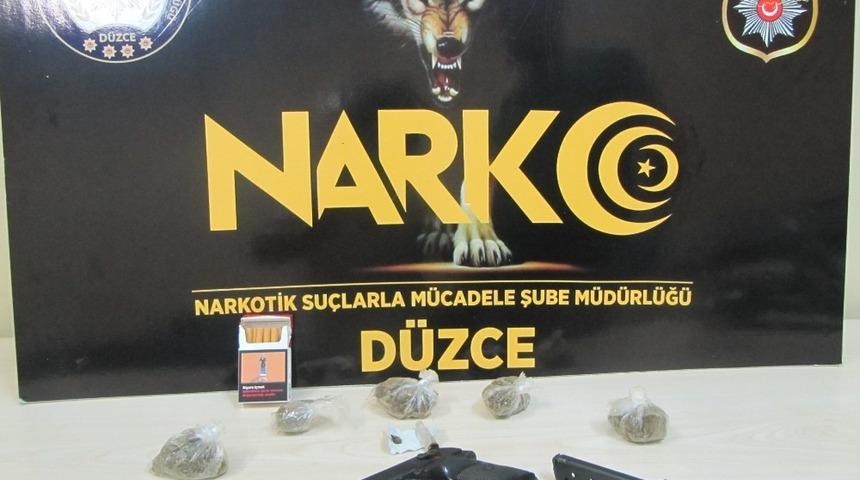 DÜZCE
NARKO
NARKOTİK SUÇLARLA MÜCADELE ŞUBE MÜDÜRLÜĞÜ
DÜZCE